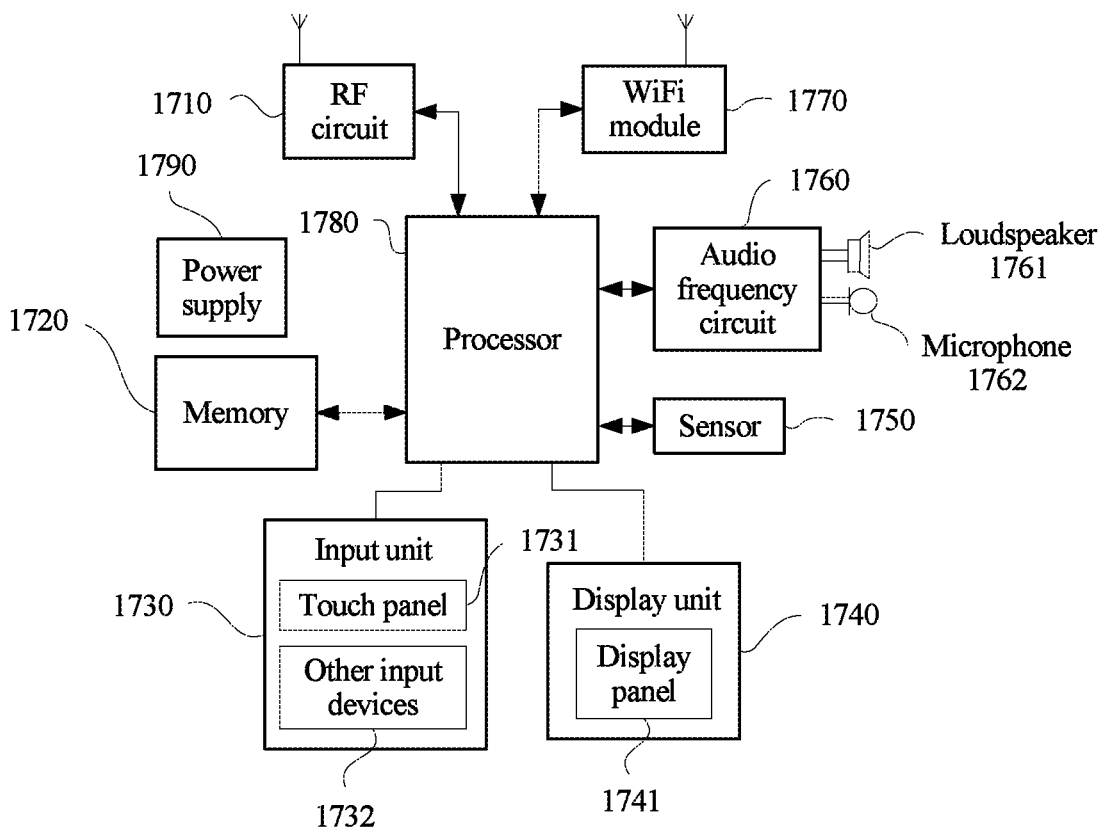 1710
RF
circuit
WiFi
module
1770
1790
Power
supply
1780
Processor
1760
Audio
frequency
circuit
Loudspeaker
1761
Microphone
1762
1720
Memory
Sensor
1750
Input unit
1731
Touch panel
1730
Other input
devices
1732
Display unit
1740
Display
panel
1741